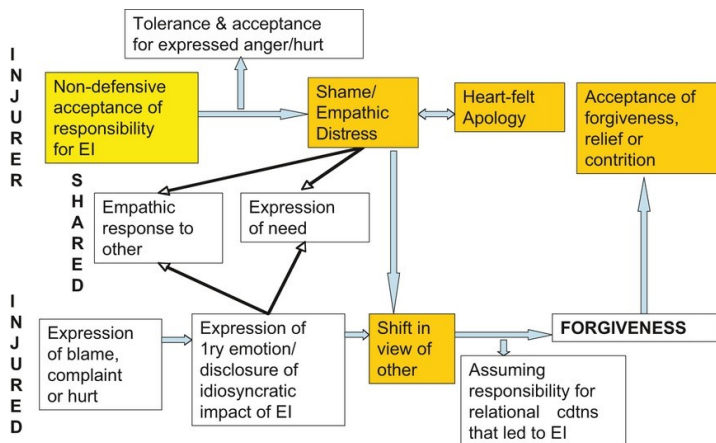 INJURER
Tolerance & acceptance
for expressed anger/hurt
Non-defensive
acceptance of
responsibility
for EI
Shame/
Empathic
Distress
Heart-felt
Apology
Acceptance of
forgiveness,
relief or
contrition
SHARED
Empathic
response to
other
Expression
of need
INJURED
Expression
of blame,
complaint
or hurt
Expression of
1ry emotion/
disclosure of
idiosyncratic
impact of EI
Shift in
view of
other
FORGIVENESS
Assuming
responsibility for
relational cdtns
that led to EI